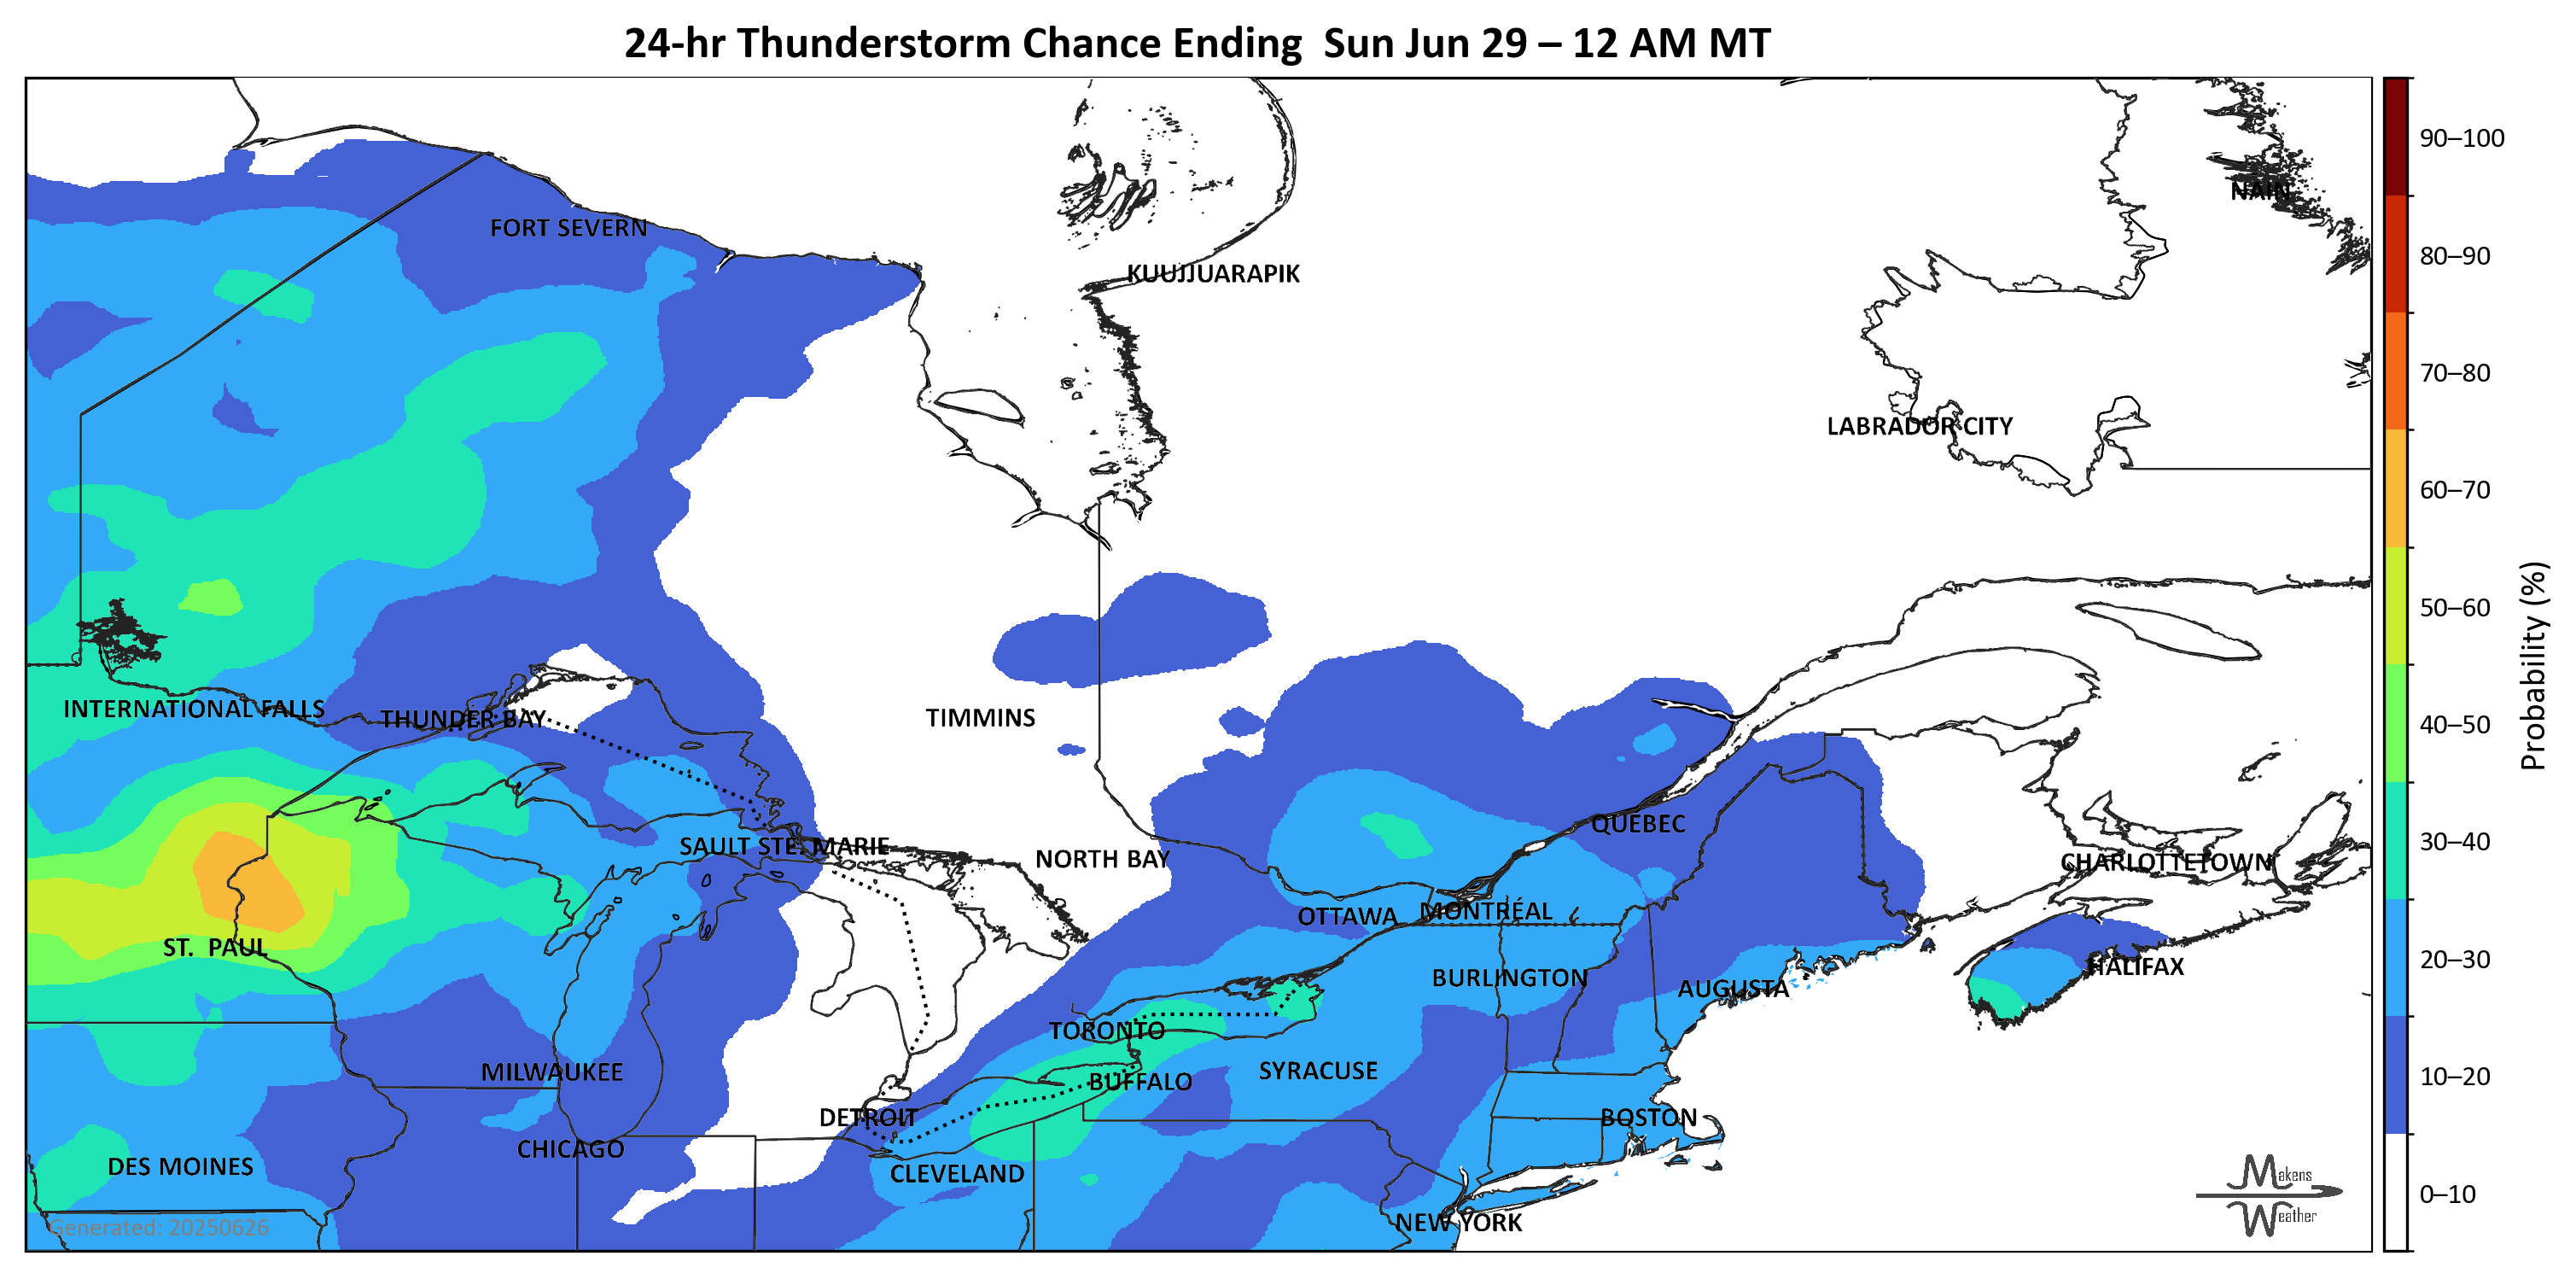 24-hr Thunderstorm Chance Ending  Sun Jun 29 – 12 AM MT
90–100
NAIN
FORT SEVERN
80–90
KUUJJUARAPIK
70–80
LABRADOR CITY
60–70
50–60
Probability (%)
INTERNATIONAL FALLS
THUNDER BAY
TIMMINS
40–50
QUEBEC
SAULT STE. MARIE
30–40
NORTH BAY
CHARLOTTETOWN
OTTAWA
MONTRÉAL
ST. PAUL
20–30
HALIFAX
BURLINGTON
AUGUSTA
TORONTO
MILWAUKEE
SYRACUSE
10–20
BUFFALO
DETROIT
BOSTON
CHICAGO
DES MOINES
CLEVELAND
Makens
0–10
Weather
NEW YORK
Generated: 20250626